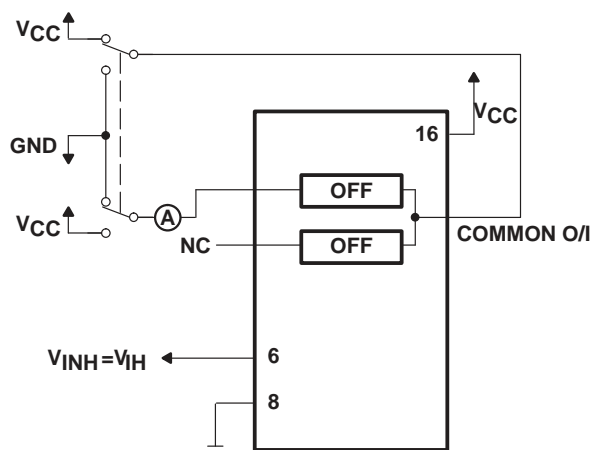 VCC
VCC
16
GND
A
OFF
VCC
NC
OFF
COMMON O/I
VINH=VIH
6
8